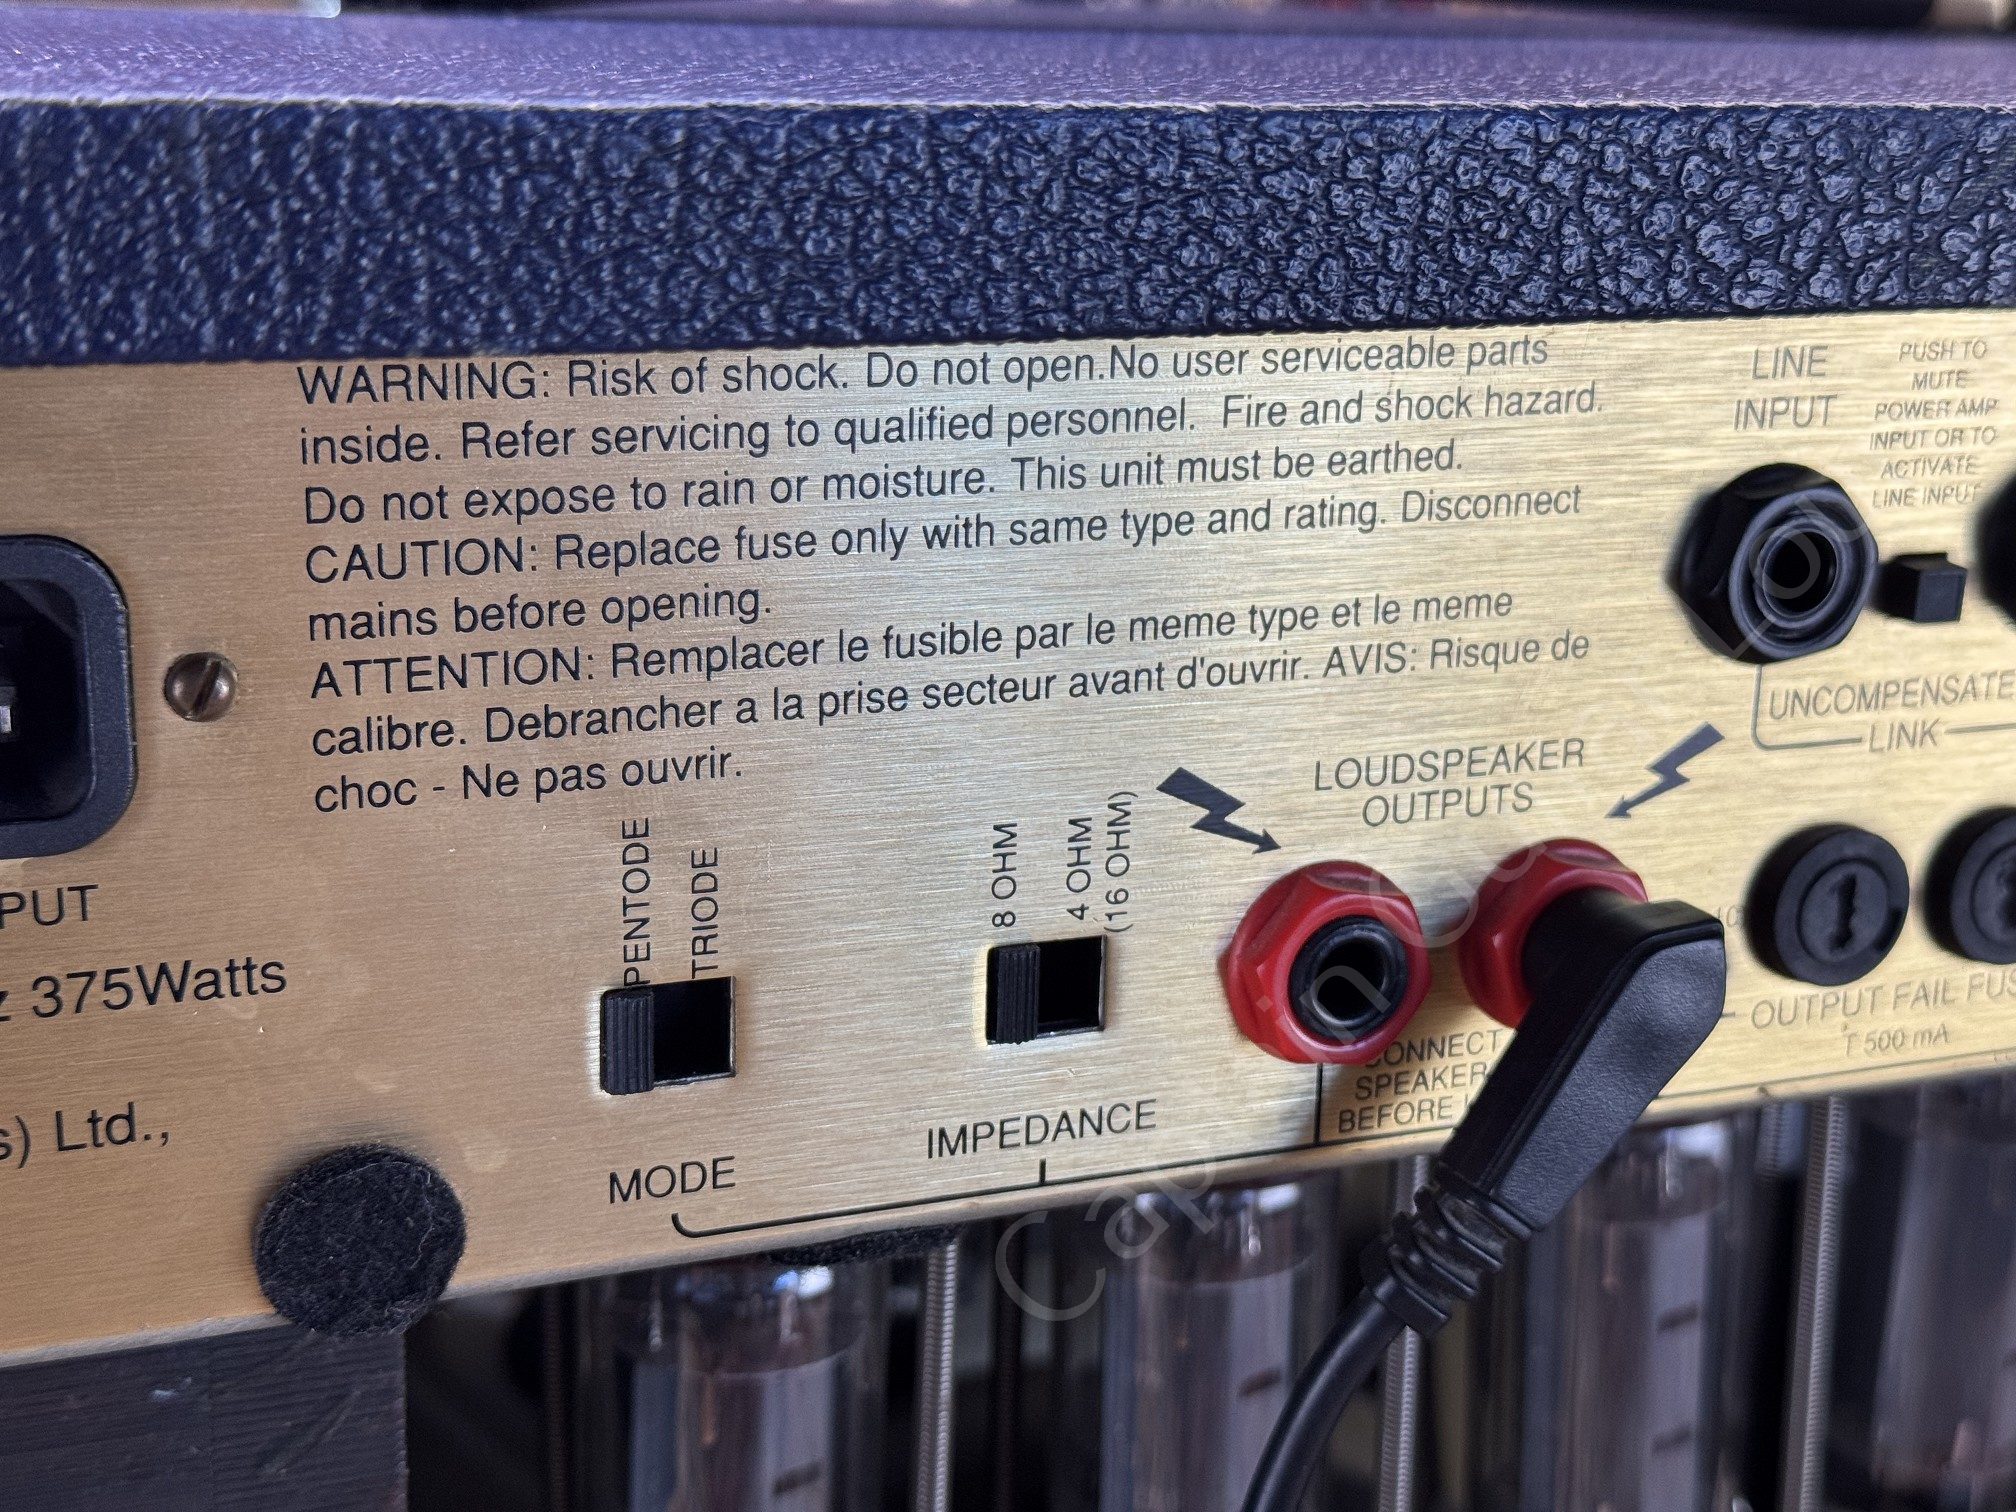 WARNING: Risk of shock. Do not open.No user serviceable parts
inside. Refer servicing to qualified personnel. Fire and shock hazard.
Do not expose to rain or moisture. This unit must be earthed.
CAUTION: Replace fuse only with same type and rating. Disconnect
mains before opening.
ATTENTION: Remplacer le fusible par le meme type et le meme
calibre. Debrancher a la prise secteur avant d'ouvrir. AVIS: Risque de
choc - Ne pas ouvrir.
PUT
z 375Watts
s) Ltd.,
PENTODE
TRIODE
MODE
8 OHM
4 OHM
(16 OHM)
IMPEDANCE
LOUDSPEAKER
OUTPUTS
CONNECT
SPEAKER
BEFORE
LINE
INPUT
PUSH TO
MUTE
POWER AMP
INPUT OR TO
ACTIVATE
LINE INPUT
UNCOMPENSATE
LINK
OUTPUT FAIL FUS
T 500 mA
Captain Guitar Lou